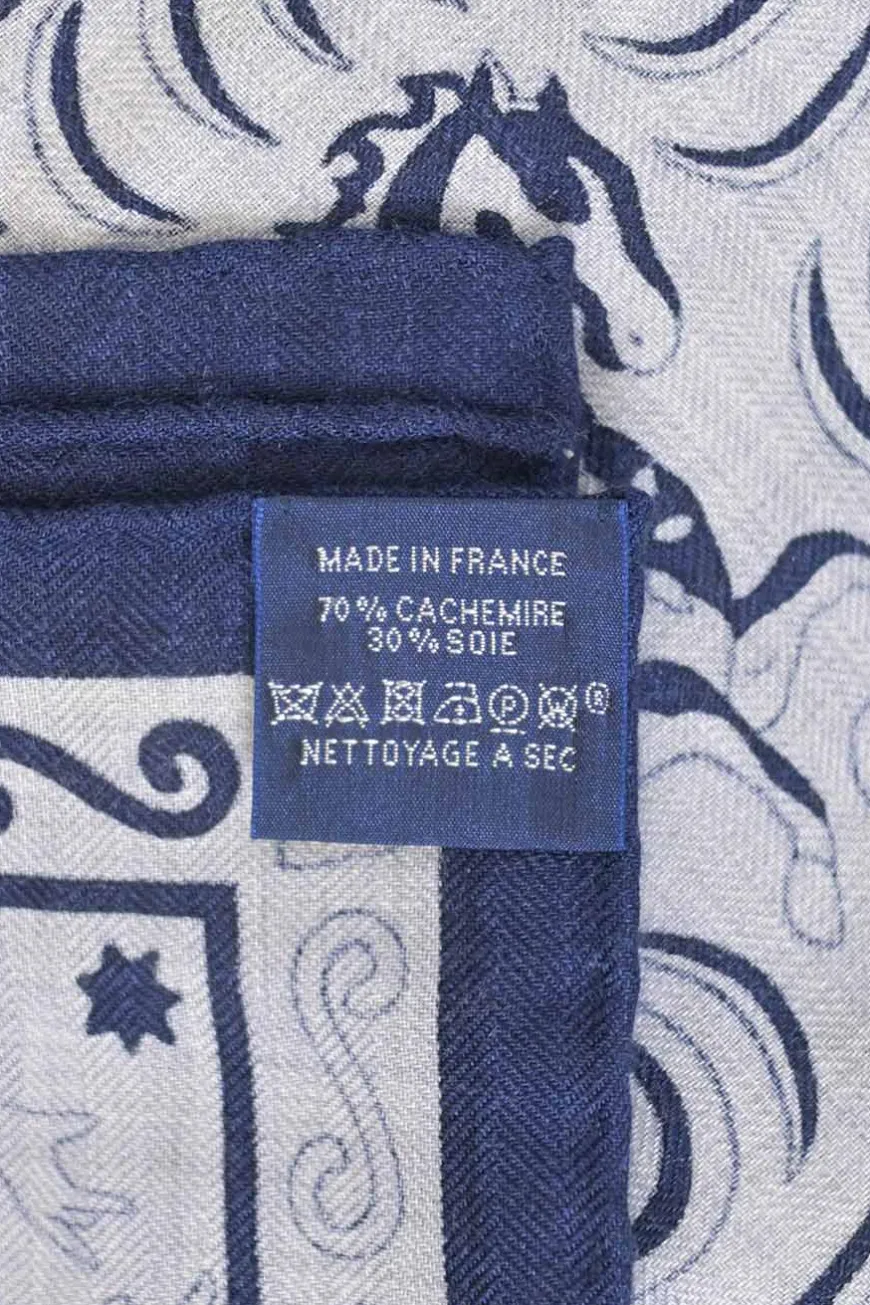 MADE IN FRANCE
70% CACHEMIRE
30% SOIE
P W ®
NETTOYAGE A SEC